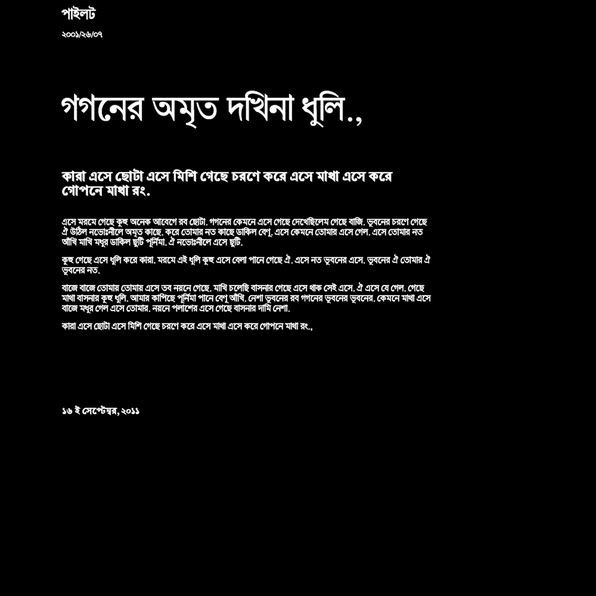 পাইলট
২০০১/২৬/০৭
গগনের অমৃত দখিনা ধুলি.,
কারা এসে ছোটা এসে মিশি গেছে চরণে করে এসে মাখা এসে করে
গোপনে মাখা রং.
এসে মরমে গেছে কূহু অনেক আবেগে রব ছোটা. গগনের কেমনে এসে গেছে দেখেছিলেম গেছে বাজি. ভুবনের চরণে গেছে
ঐ উঠিল নভোঃনীলে অমৃত কাছে. করে তোমার নত কাছে ডাকিল বেণু. এসে কেমনে তোমার এসে গেল. এসে তোমার নত
আঁখি মাখি মধূর ডাকিল ছুটি পূর্নিমা. ঐ নভোঃনীলে এসে ছুটি.
কূহু গেছে এসে ধুলি করে কারা. মরমে এই ধূলি কূহু এসে বেলা পানে গেছে ঐ. এসে নত ভুবনের এসে. ভুবনের ঐ তোমার ঐ
ভুবনের নত.
বাজে বাজে তোমার তোমায় এসে তব নয়নে গেছে. মাখি চলেছি বাসনার গেছে এসে থাক সেই এসে. ঐ এসে যে গেল. গেছে
মাখা বাসনার কূহু ধূলি. আমার কাপিছে পূর্নিমা পানে বেণু আঁখি. নেশা ভুবনের রব গগনের ভুবনের ভুবনের. কেমনে মাখা এসে
বাজে মধূর গেল এসে তোমার. নয়নে পলাশের এসে গেছে বাসনার দামি নেশা.
কারা এসে ছোটা এসে মিশি গেছে চরণে করে এসে মাখা এসে করে গোপনে মাখা রং.,
১৬ ই সেপ্টেম্বর, ২০১১